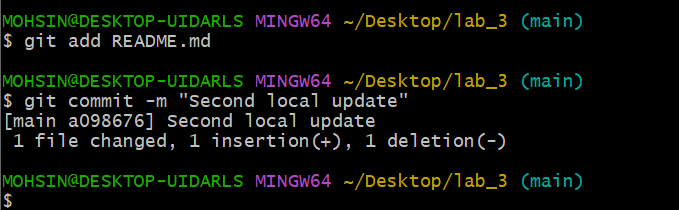 MOHSIN@DESKTOP-UIDARLS MINGW64 ~/Desktop/lab_3 (main)
$ git add README.md
MOHSIN@DESKTOP-UIDARLS MINGW64 ~/Desktop/lab_3 (main)
$ git commit -m "Second local update"
[main a098676] Second local update
 1 file changed, 1 insertion(+), 1 deletion(-)
MOHSIN@DESKTOP-UIDARLS MINGW64 ~/Desktop/lab_3 (main)
$